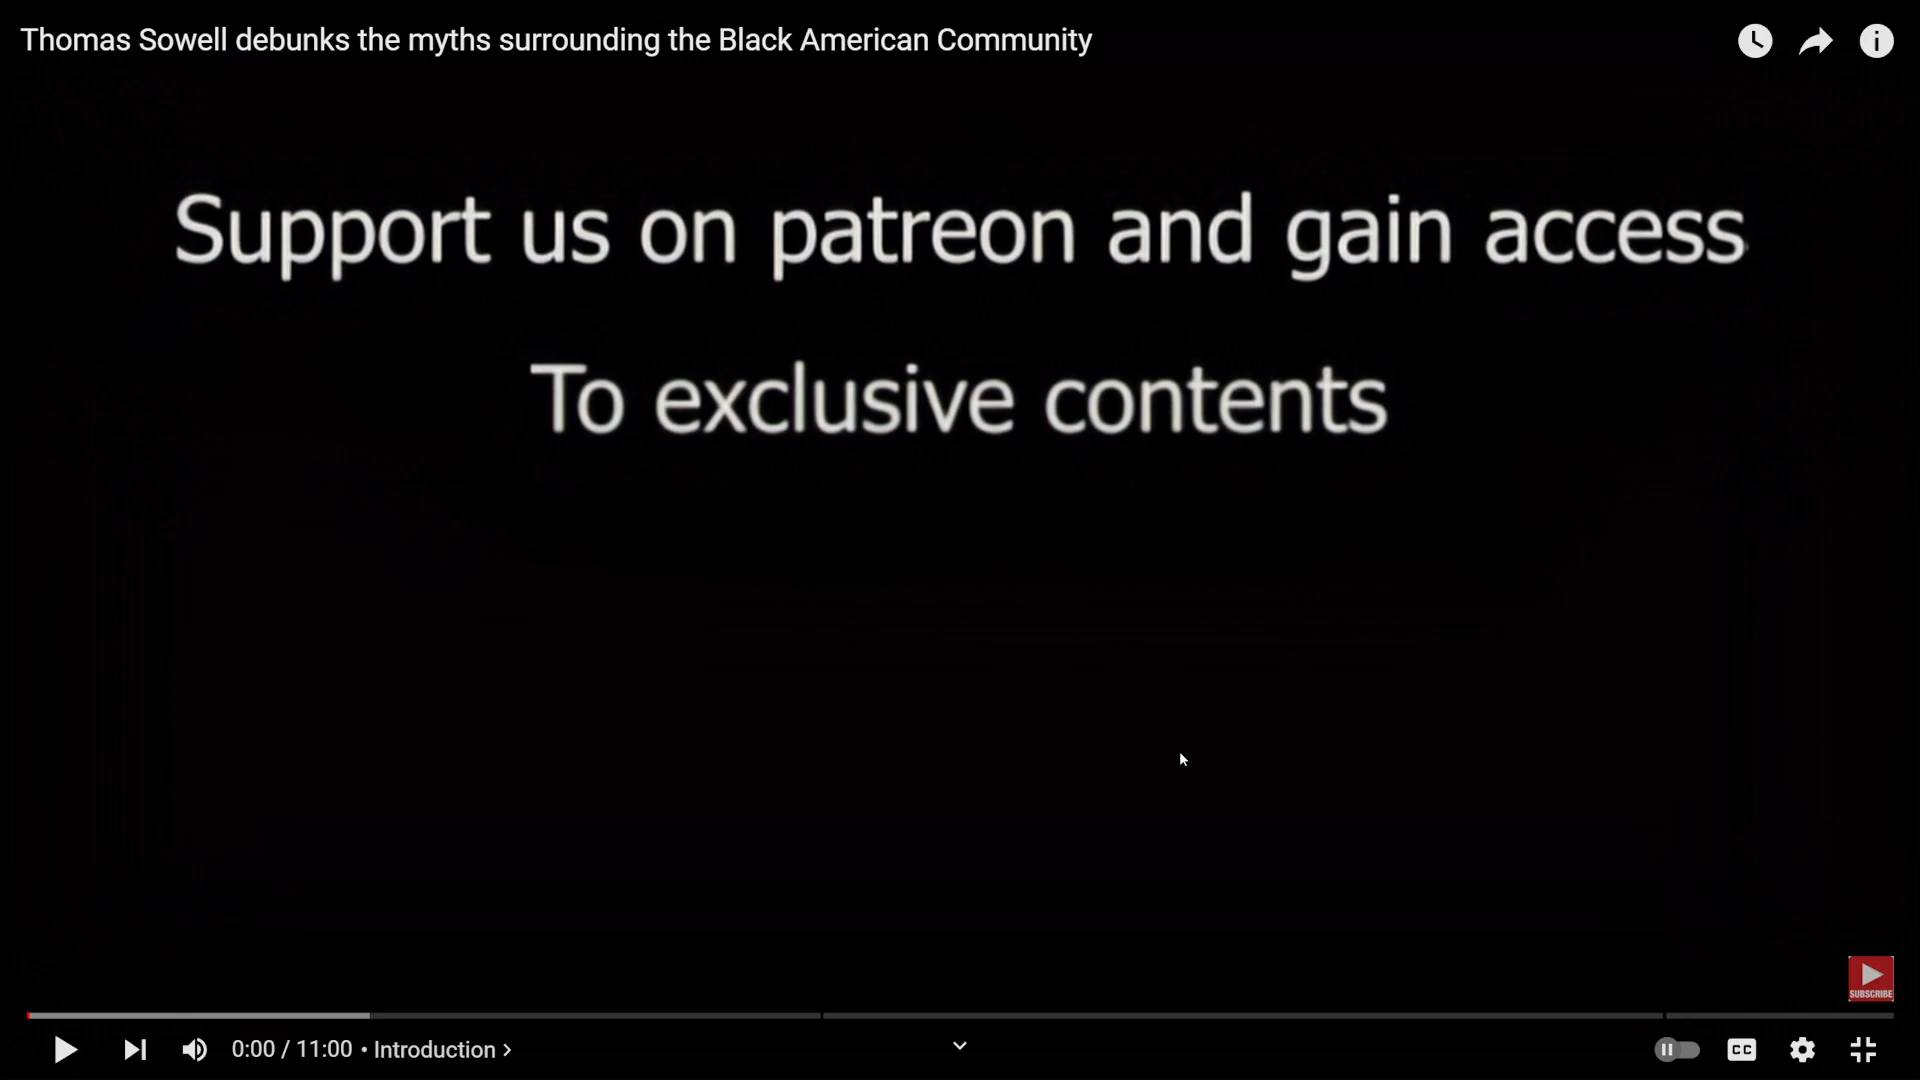 Thomas Sowell debunks the myths surrounding the Black American Community
Support us on patreon and gain access
To exclusive contents
SUBSCRIBE
0:00 / 11:00 • Introduction
CC